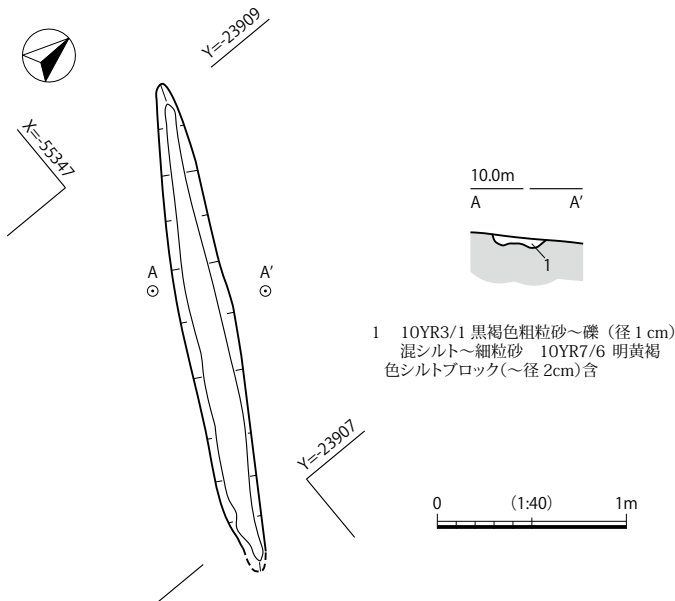 Y=-23909
X=-55347
10.0m
A A′
A A′
1
1 10YR3/1 黒褐色粗粒砂～礫（径 1 cm）
混シルト～細粒砂 10YR7/6 明黄褐
色シルトブロック(～径 2cm)含
Y=-23907
0 (1:40) 1m